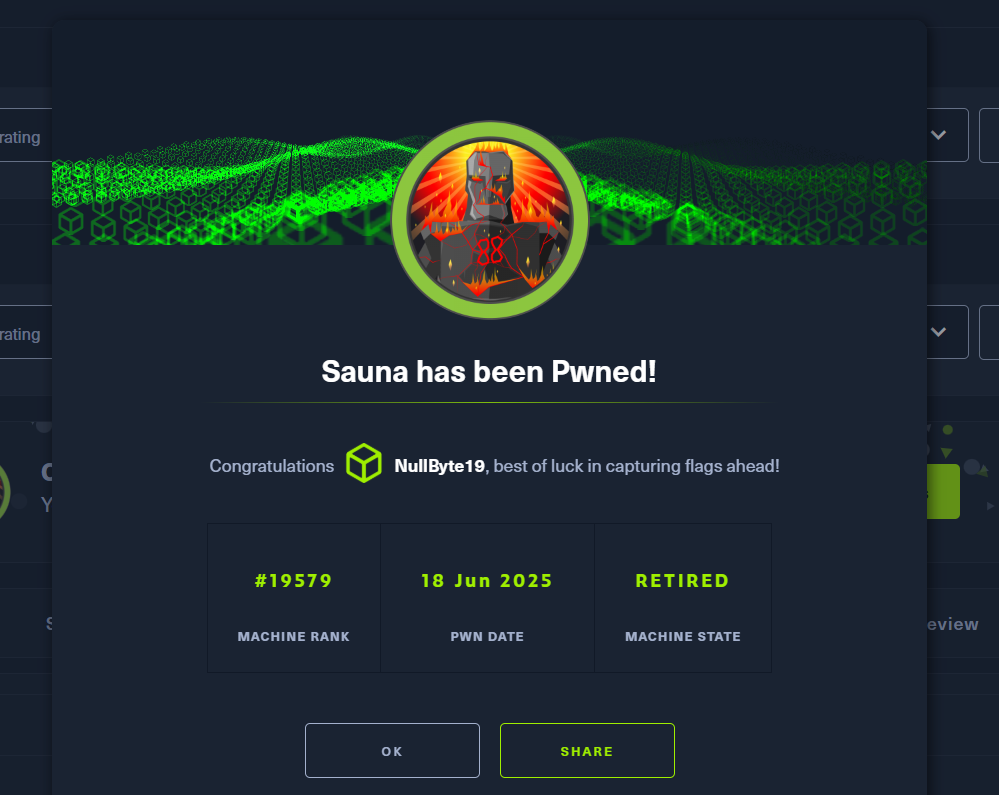 rating
Sauna has been Pwned!
rating
Congratulations NullByte19, best of luck in capturing flags ahead!
#19579 18 Jun 2025 RETIRED
MACHINE RANK PWN DATE MACHINE STATE
eview
OK SHARE